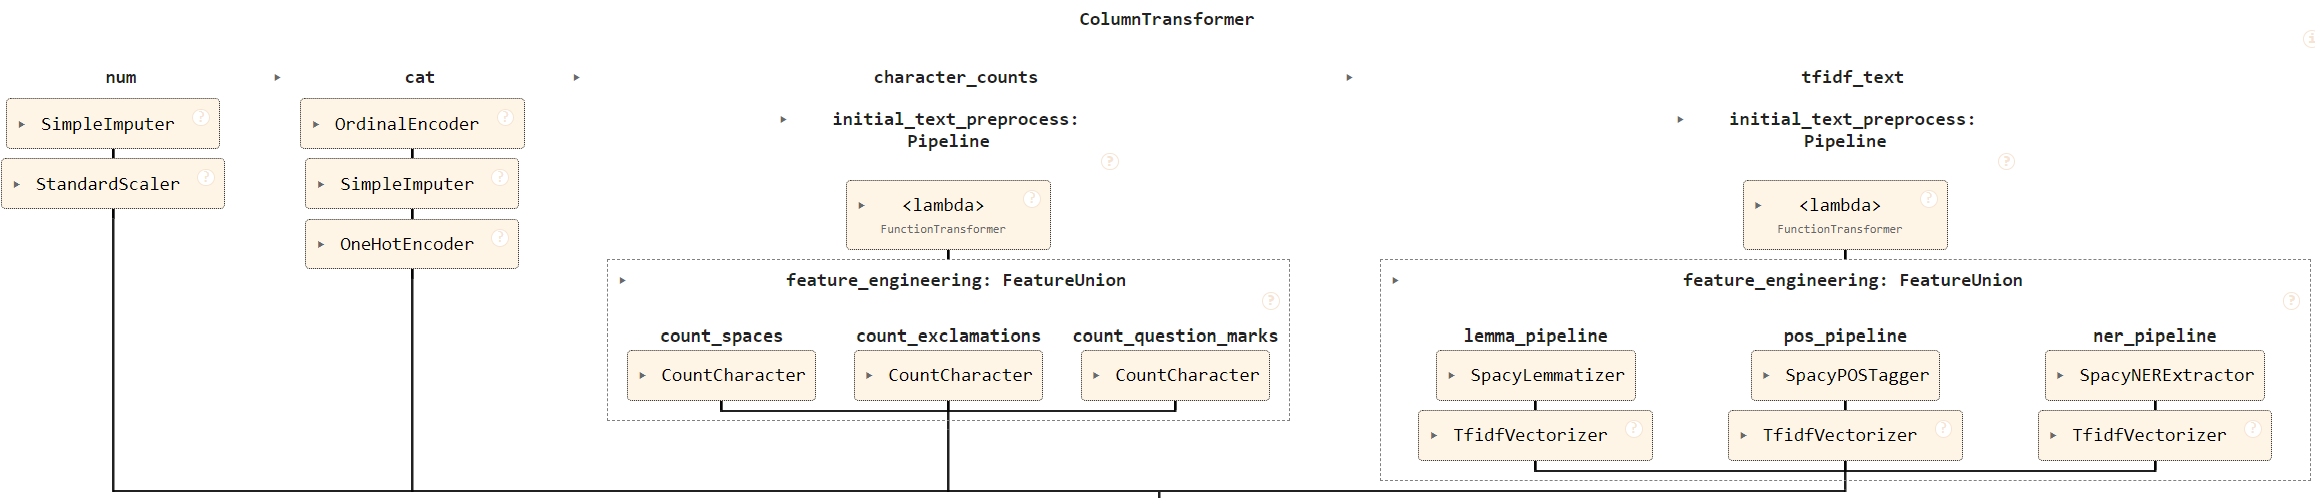 ColumnTransformer
num
cat
character_counts
tfidf_text
SimpleImputer ?
StandardScaler ?
OrdinalEncoder ?
SimpleImputer ?
OneHotEncoder ?
initial_text_preprocess:
Pipeline
?
<lambda> ?
FunctionTransformer
feature_engineering: FeatureUnion
?
count_spaces
count_exclamations
count_question_marks
CountCharacter
CountCharacter
CountCharacter
initial_text_preprocess:
Pipeline
?
<lambda> ?
FunctionTransformer
feature_engineering: FeatureUnion
?
lemma_pipeline
pos_pipeline
ner_pipeline
SpacyLemmatizer
SpacyPOSTagger
SpacyNERExtractor
TfidfVectorizer ?
TfidfVectorizer ?
TfidfVectorizer ?